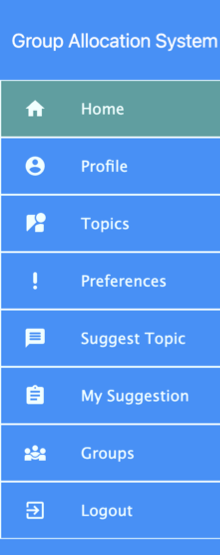 Group Allocation System
Home
Profile
Topics
Preferences
Suggest Topic
My Suggestion
Groups
Logout